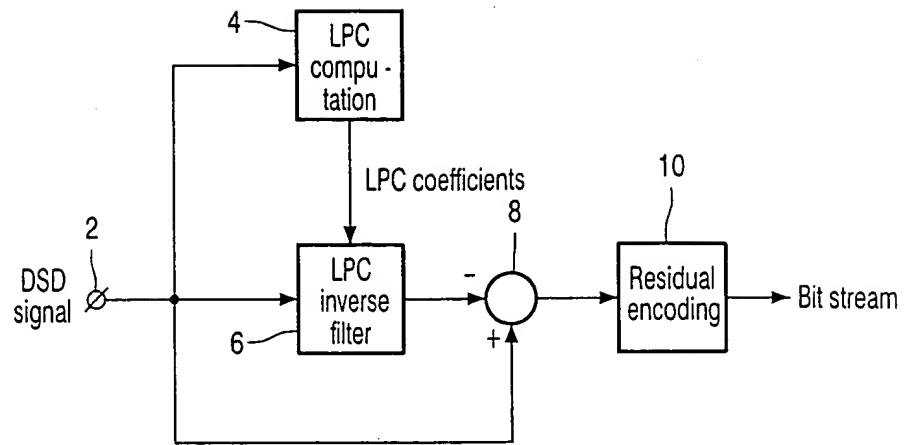 4
LPC
compu -
tation
LPC coefficients
2
DSD
signal
LPC
inverse
filter
6
-
+
8
10
Residual
encoding
Bit stream